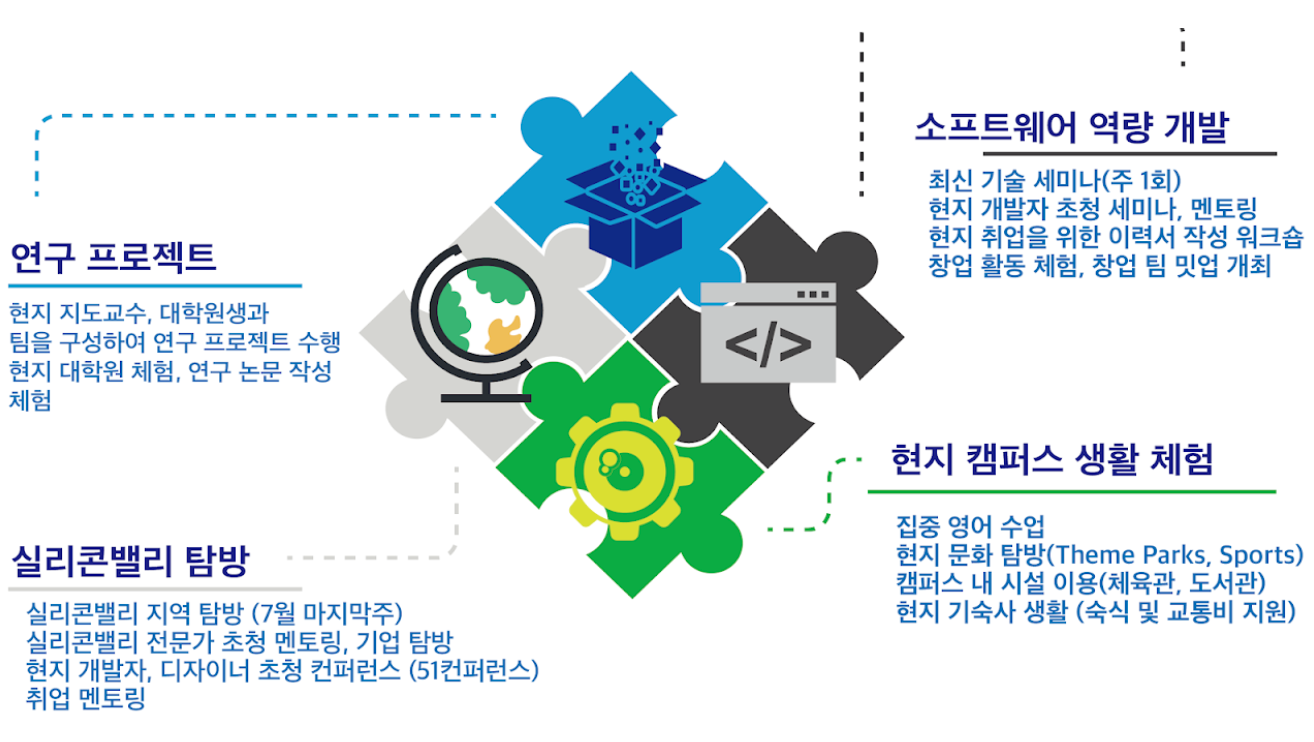 연구 프로젝트
현지 지도교수, 대학원생과
팀을 구성하여 연구 프로젝트 수행
현지 대학원 체험, 연구 논문 작성
체험
소프트웨어 역량 개발
최신 기술 세미나(주 1회)
현지 개발자 초청 세미나, 멘토링
현지 취업을 위한 이력서 작성 워크숍
창업 활동 체험, 창업 팀 밋업 개최
</>
실리콘밸리 탐방
실리콘밸리 지역 탐방 (7월 마지막주)
실리콘밸리 전문가 초청 멘토링, 기업 탐방
현지 개발자, 디자이너 초청 컨퍼런스 (51컨퍼런스)
취업 멘토링
현지 캠퍼스 생활 체험
집중 영어 수업
현지 문화 탐방(Theme Parks, Sports)
캠퍼스 내 시설 이용(체육관, 도서관)
현지 기숙사 생활 (숙식 및 교통비 지원)